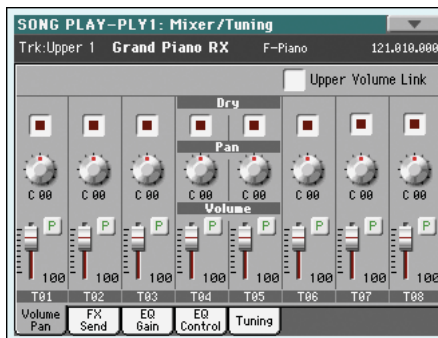 SONG PLAY-PLY1: Mixer/Tuning
Trk:Upper 1 Grand Piano RX F-Piano 121.010.000
Upper Volume Link
Dry
Pan
C 00 C 00 C 00 C 00 C 00 C 00 C 00 C 00
Volume
P P P P P P P P
100 100 100 100 100 100 100 100
T01 T02 T03 T04 T05 T06 T07 T08
Volume Pan FX Send EQ Gain EQ Control Tuning